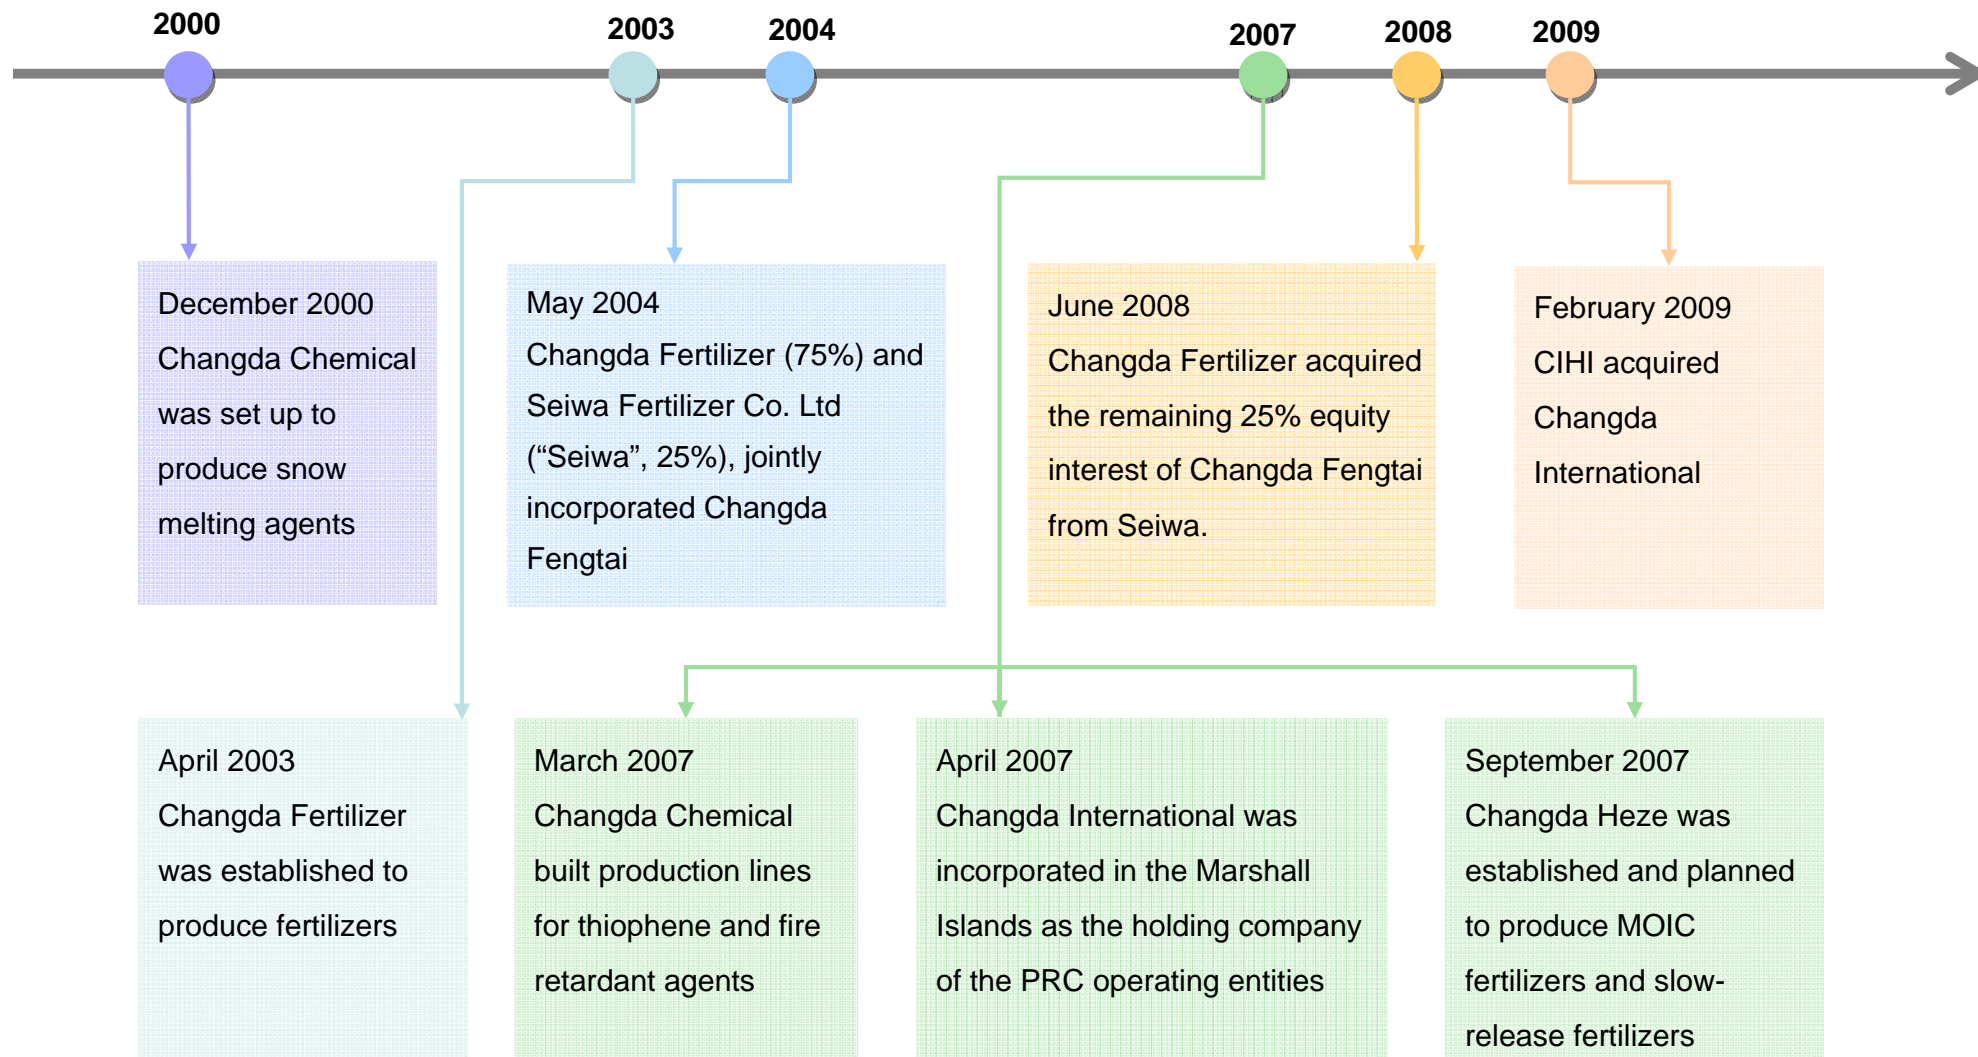 2000
2003
2004
2007
2008
2009
December 2000
Changda Chemical
was set up to
produce snow
melting agents
May 2004
Changda Fertilizer (75%) and
Seiwa Fertilizer Co. Ltd
(“Seiwa”, 25%), jointly
incorporated Changda
Fengtai
June 2008
Changda Fertilizer acquired
the remaining 25% equity
interest of Changda Fengtai
from Seiwa.
February 2009
CIHI acquired
Changda
International
April 2003
Changda Fertilizer
was established to
produce fertilizers
March 2007
Changda Chemical
built production lines
for thiophene and fire
retardant agents
April 2007
Changda International was
incorporated in the Marshall
Islands as the holding company
of the PRC operating entities
September 2007
Changda Heze was
established and planned
to produce MOIC
fertilizers and slow-
release fertilizers